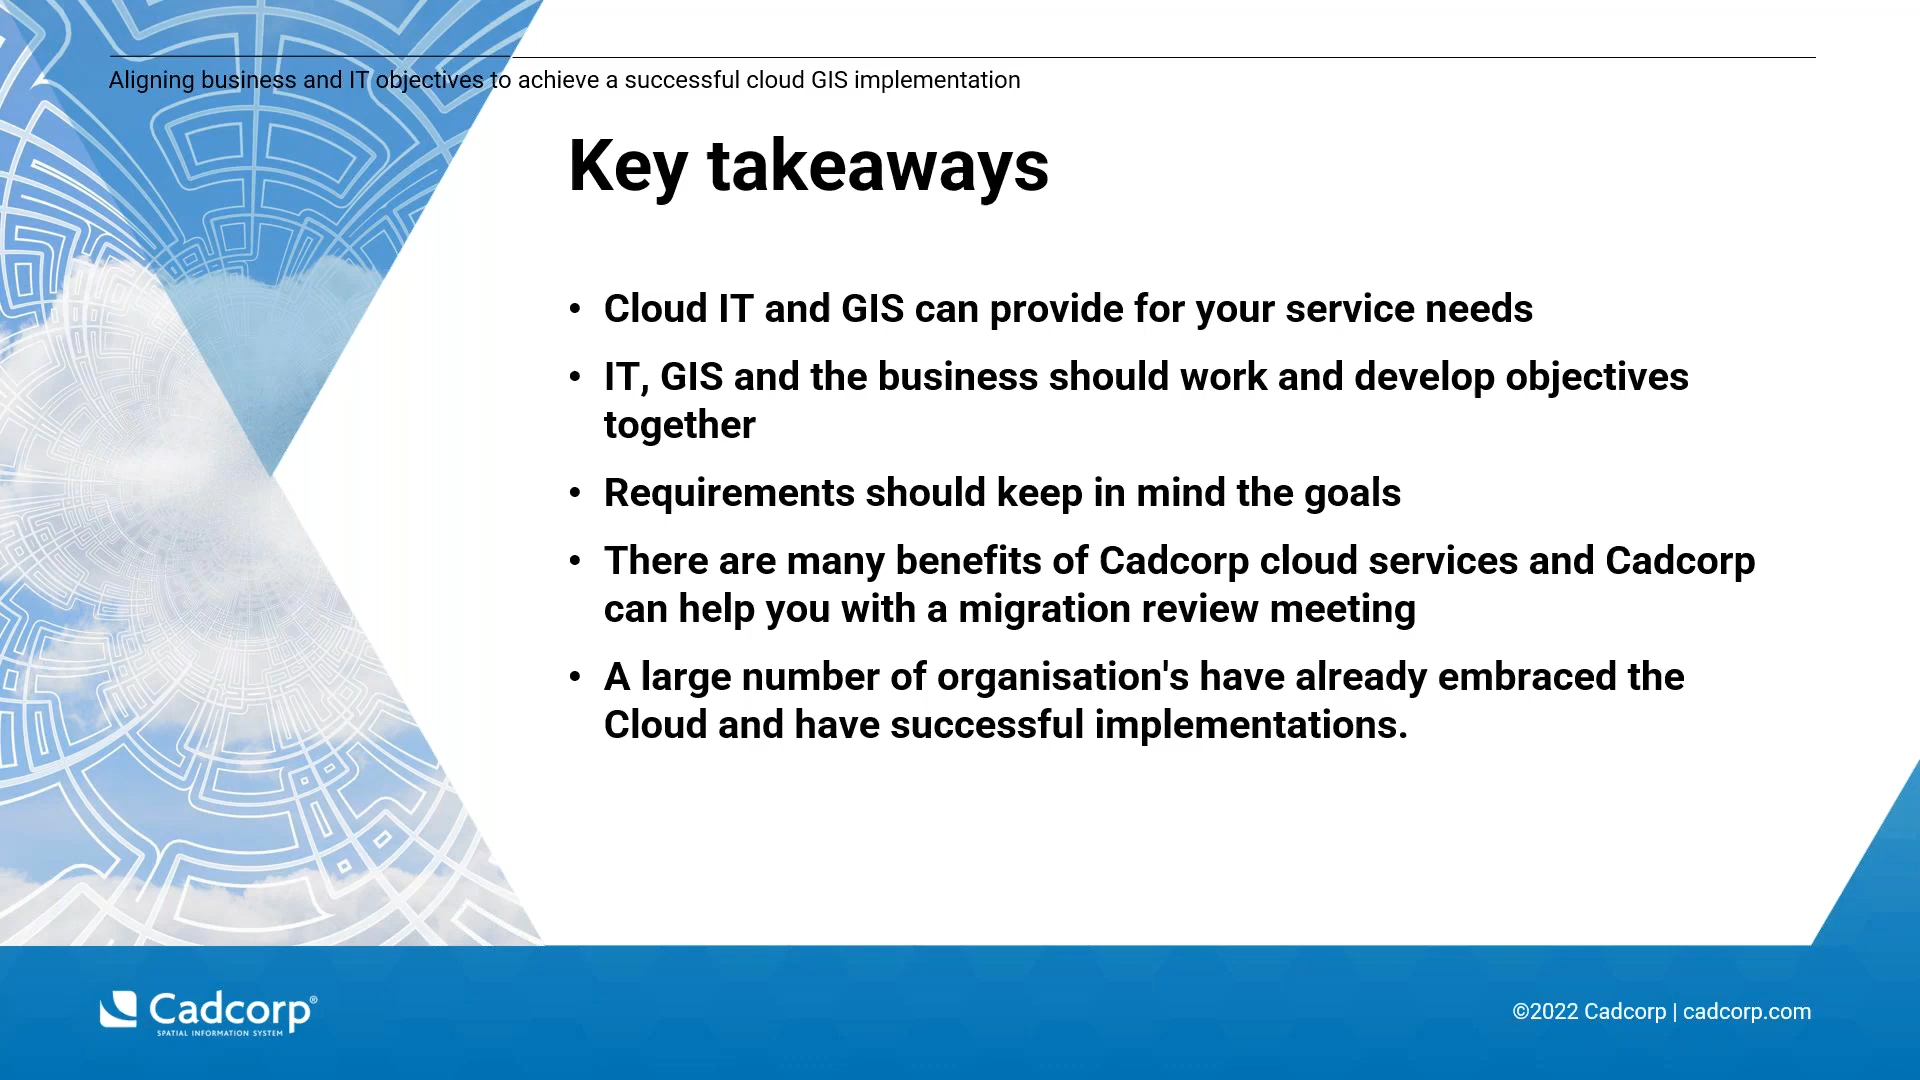 Aligning business and IT objectives to achieve a successful cloud GIS implementation
Key takeaways
• Cloud IT and GIS can provide for your service needs
• IT, GIS and the business should work and develop objectives
together
• Requirements should keep in mind the goals
• There are many benefits of Cadcorp cloud services and Cadcorp
can help you with a migration review meeting
• A large number of organisation's have already embraced the
Cloud and have successful implementations.
Cadcorp®
SPATIAL INFORMATION SYSTEM
©2022 Cadcorp | cadcorp.com